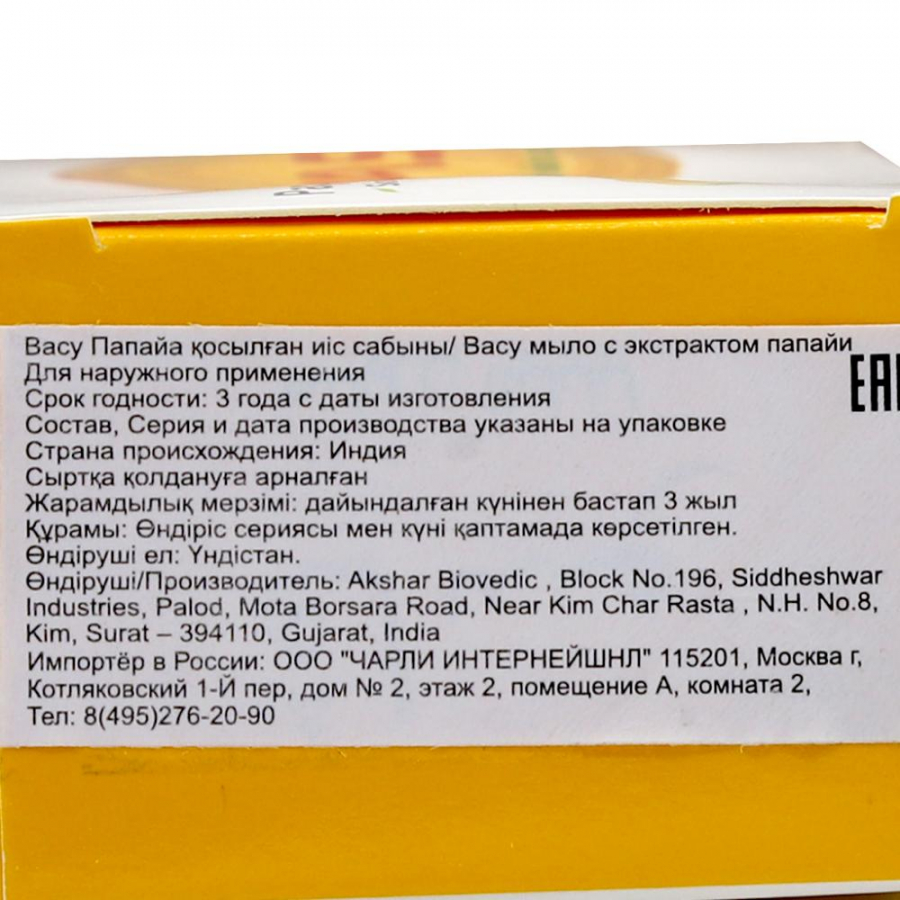 Васу Папайа қосылған иіс сабыны/ Васу мыло с экстрактом папайи
Для наружного применения
Срок годности: 3 года с даты изготовления
Состав, Серия и дата производства указаны на упаковке
Страна происхождения: Индия
Сыртқа қолдануға арналған
Жарамдылық мерзімі: дайындалған күнінен бастап 3 жыл
Құрамы: Өндіріс сериясы мен күні қаптамада көрсетілген.
Өндіруші ел: Үндістан.
Өндіруші/Производитель: Akshar Biovedic , Block No.196, Siddheshwar
Industries, Palod, Mota Borsara Road, Near Kim Char Rasta , N.H. No.8,
Kim, Surat – 394110, Gujarat, India
Импортёр в России: ООО "ЧАРЛИ ИНТЕРНЕЙШНЛ" 115201, Москва г,
Котляковский 1-Й пер, дом № 2, этаж 2, помещение А, комната 2,
Тел: 8(495)276-20-90